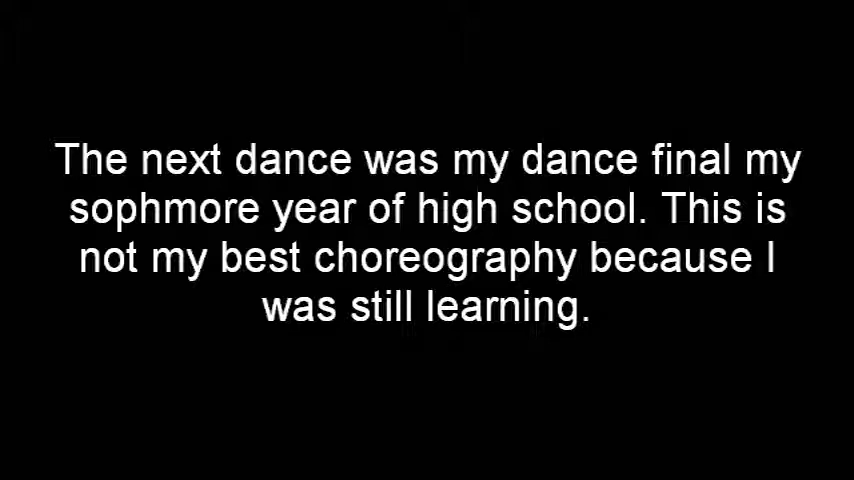 The next dance was my dance final my
sophmore year of high school. This is
not my best choreography because I
was still learning.